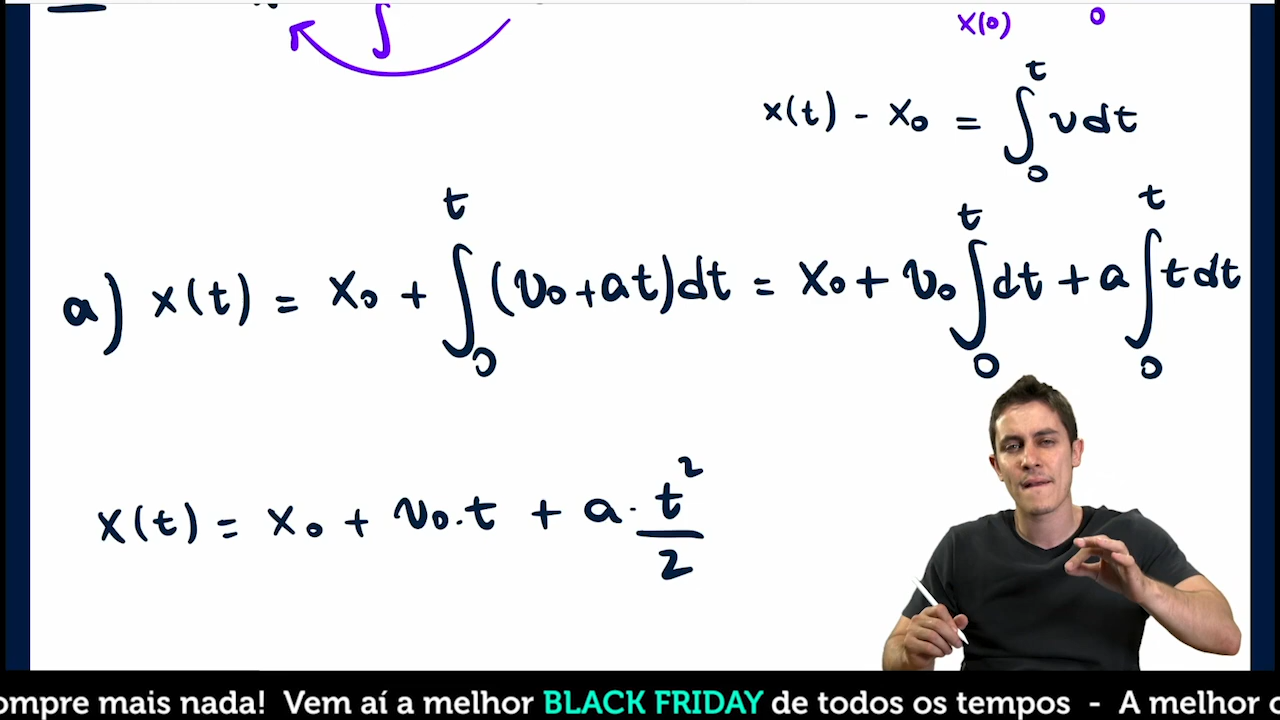 ∫
x(0) 0
x(t) - x₀ = ∫₀ᵗ v dt
a) x(t) = x₀ + ∫₀ᵗ (v₀ + at) dt = x₀ + v₀ ∫₀ᵗ dt + a ∫₀ᵗ t dt
x(t) = x₀ + v₀.t + a. t²/2
ompre mais nada! Vem aí a melhor BLACK FRIDAY de todos os tempos - A melhor